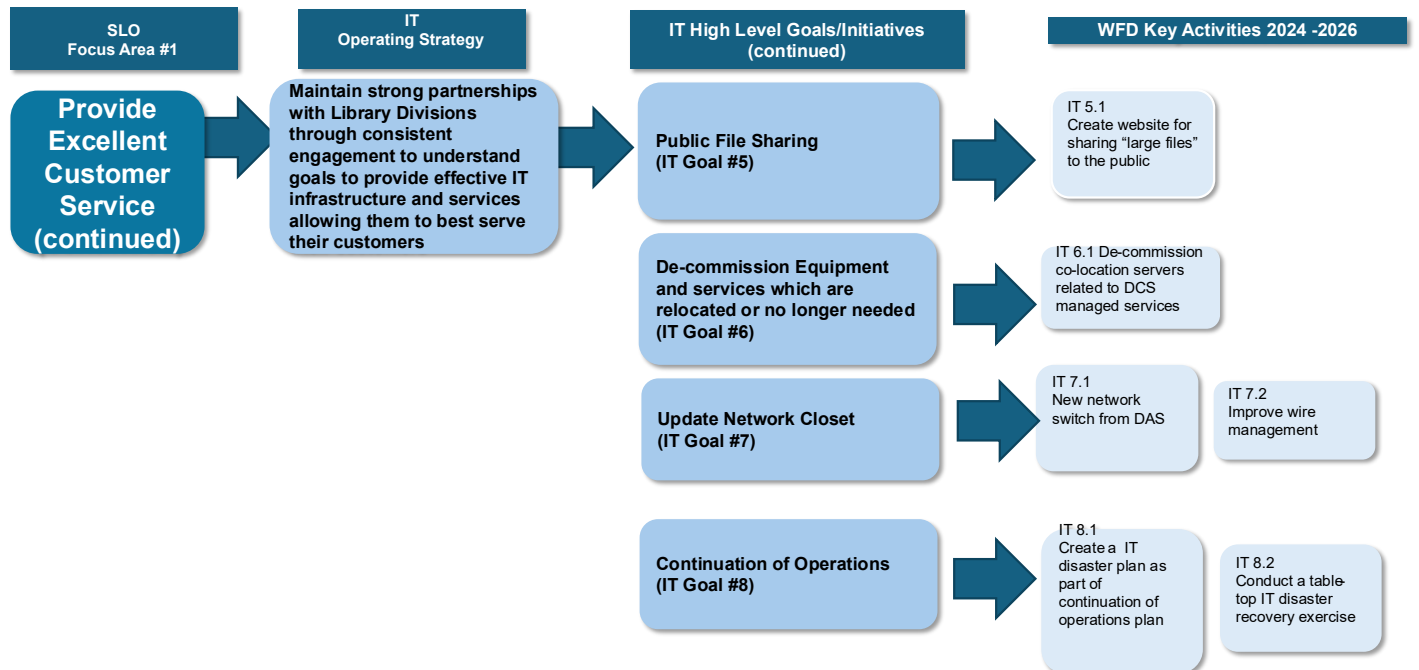 SLO
Focus Area #1
IT
Operating Strategy
IT High Level Goals/Initiatives
(continued)
WFD Key Activities 2024 -2026
Provide
Excellent
Customer
Service
(continued)
Maintain strong partnerships
with Library Divisions
through consistent
engagement to understand
goals to provide effective IT
infrastructure and services
allowing them to best serve
their customers
Public File Sharing
(IT Goal #5)
IT 5.1
Create website for
sharing “large files”
to the public
De-commission Equipment
and services which are
relocated or no longer needed
(IT Goal #6)
IT 6.1 De-commission
co-location servers
related to DCS
managed services
Update Network Closet
(IT Goal #7)
IT 7.1
New network
switch from DAS
IT 7.2
Improve wire
management
Continuation of Operations
(IT Goal #8)
IT 8.1
Create a IT
disaster plan as
part of
continuation of
operations plan
IT 8.2
Conduct a table-
top IT disaster
recovery exercise